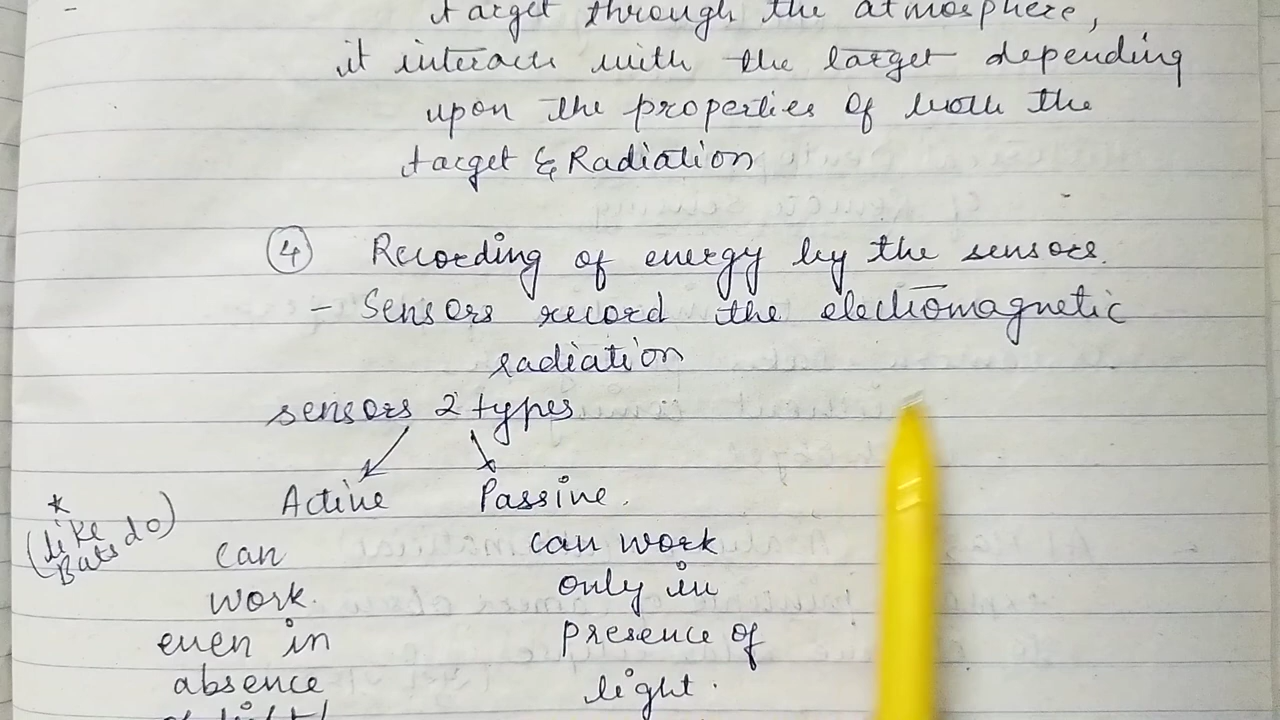 target through the atmosphere,
it interacts with the target depending
upon the properties of both the
target & Radiation
④ Recording of energy by the sensors.
- Sensors record the electromagnetic
radiation
sensors 2 types
Active Passive.
* (like Bats do)
can
work.
even in
absence
of light
can work
only in
presence of
light.